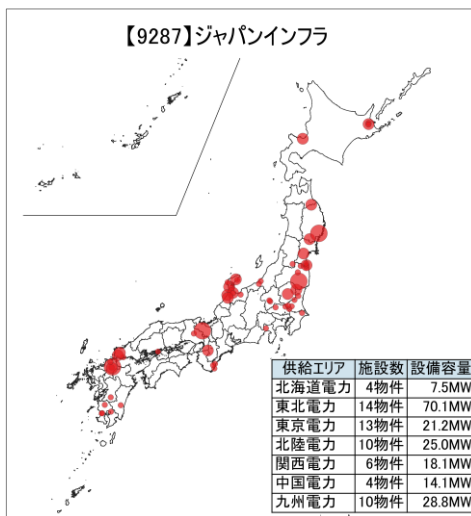 【9287】ジャパンインフラ
供給エリア 施設数 設備容量
北海道電力 4物件 7.5MW
東北電力 14物件 70.1MW
東京電力 13物件 21.2MW
北陸電力 10物件 25.0MW
関西電力 6物件 18.1MW
中国電力 4物件 14.1MW
九州電力 10物件 28.8MW